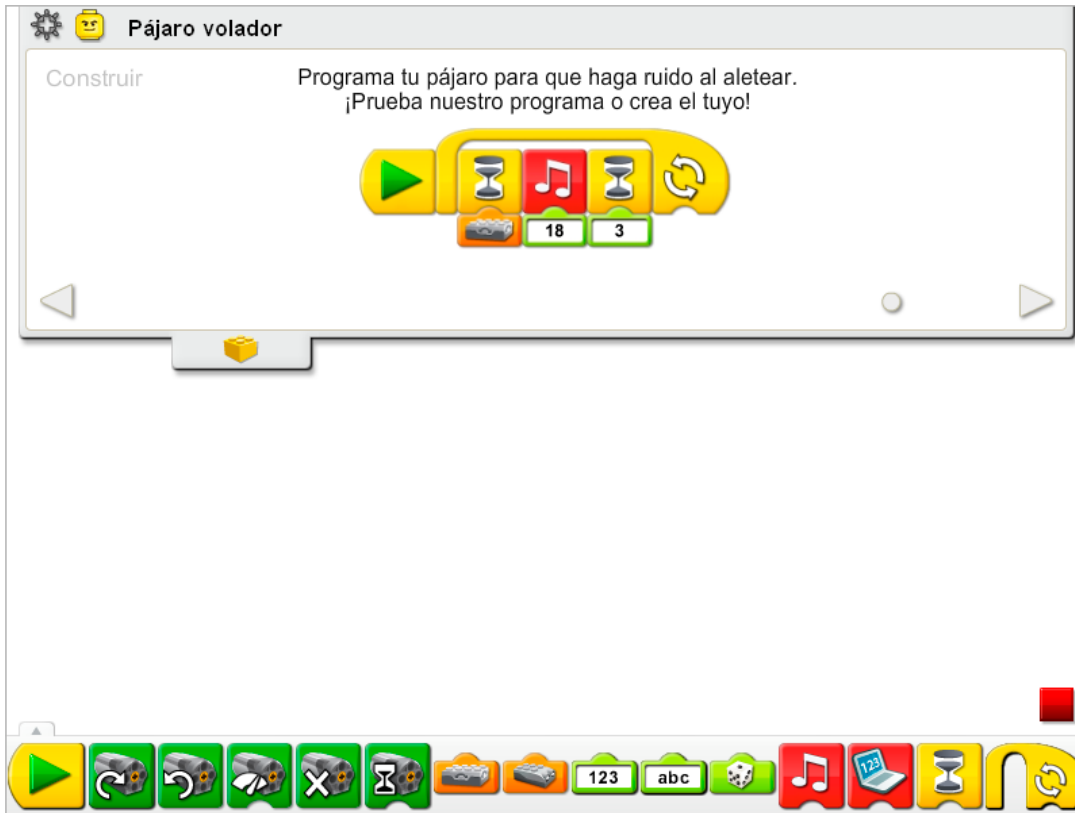 Pájaro volador
Construir
Programa tu pájaro para que haga ruido al aletear.
¡Prueba nuestro programa o crea el tuyo!
18
3
123
abc
123